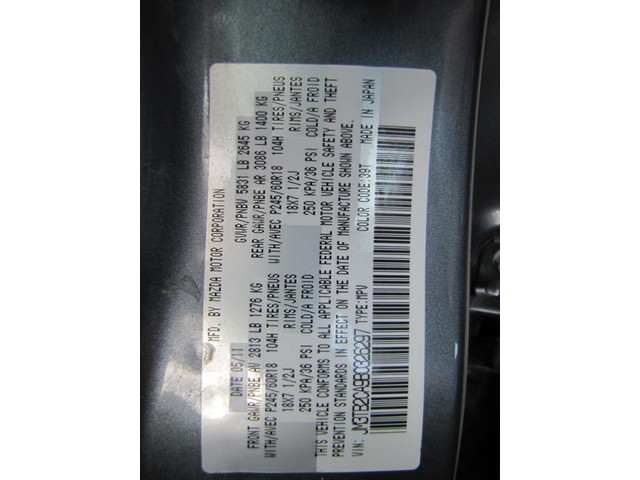 MFD. BY MAZDA MOTOR CORPORATION
DATE 05/11 GVWR/PNBV 5831 LB 2645 KG
FRONT GAWR/PNBE AV 2813 LB 1276 KG REAR GAWR/PNBE AR 3086 LB 1400 KG
WITH/AVEC P245/60R18 104H TIRES/PNEUS WITH/AVEC P245/60R18 104H TIRES/PNEUS
18X7 1/2J RIMS/JANTES 18X7 1/2J RIMS/JANTES
250 KPA/36 PSI COLD/A FROID 250 KPA/36 PSI COLD/A FROID
THIS VEHICLE CONFORMS TO ALL APPLICABLE FEDERAL MOTOR VEHICLE SAFETY AND THEFT
PREVENTION STANDARDS IN EFFECT ON THE DATE OF MANUFACTURE SHOWN ABOVE.
COLOR CODE:39T MADE IN JAPAN
JM3TB2CA9B0326297
VIN: TYPE:MPV